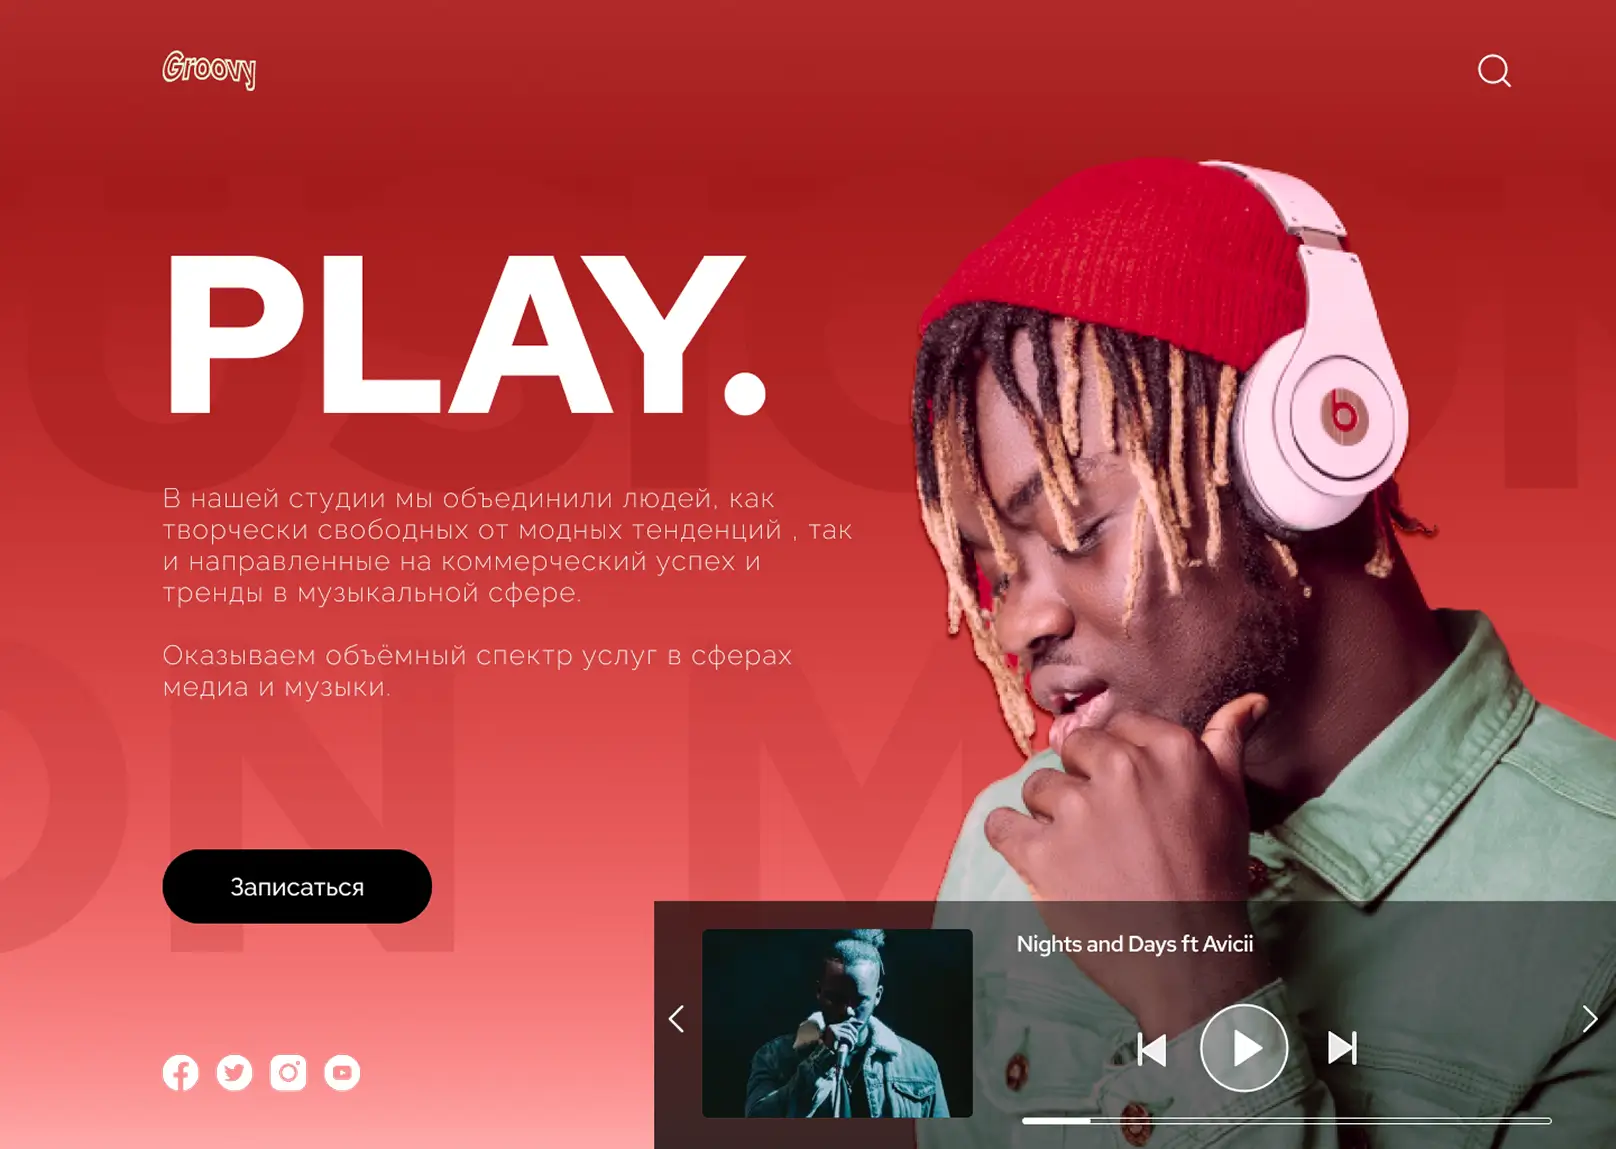 Groovy
PLAY.
В нашей студии мы объединили людей, как
творчески свободных от модных тенденций , так
и направленные на коммерческий успех и
тренды в музыкальной сфере.
Оказываем объёмный спектр услуг в сферах
медиа и музыки.
Записаться
Nights and Days ft Avicii
b